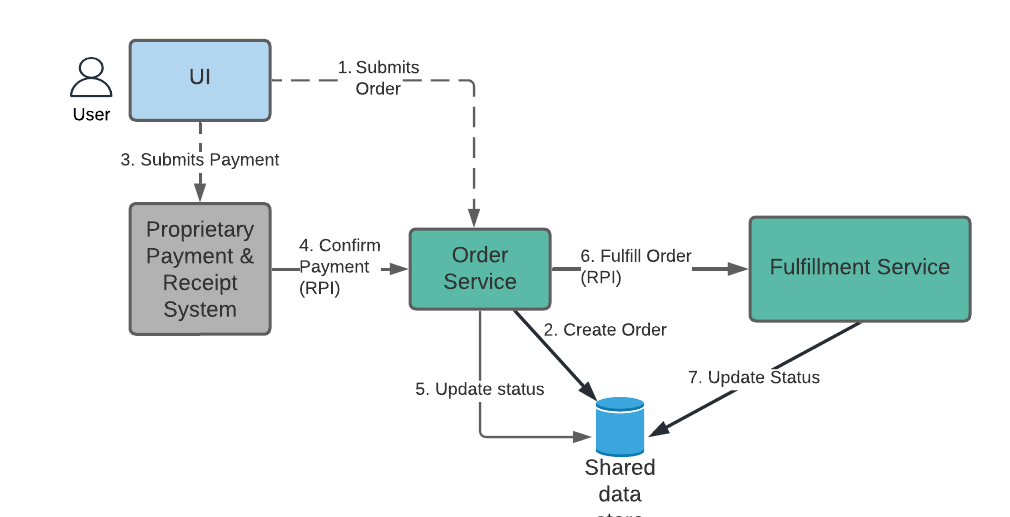 UI
User
1. Submits
Order
3. Submits Payment
Proprietary
Payment &
Receipt
System
4. Confirm
Payment
(RPI)
Order
Service
6. Fulfill Order
(RPI)
Fulfillment Service
2. Create Order
5. Update status
7. Update Status
Shared
data